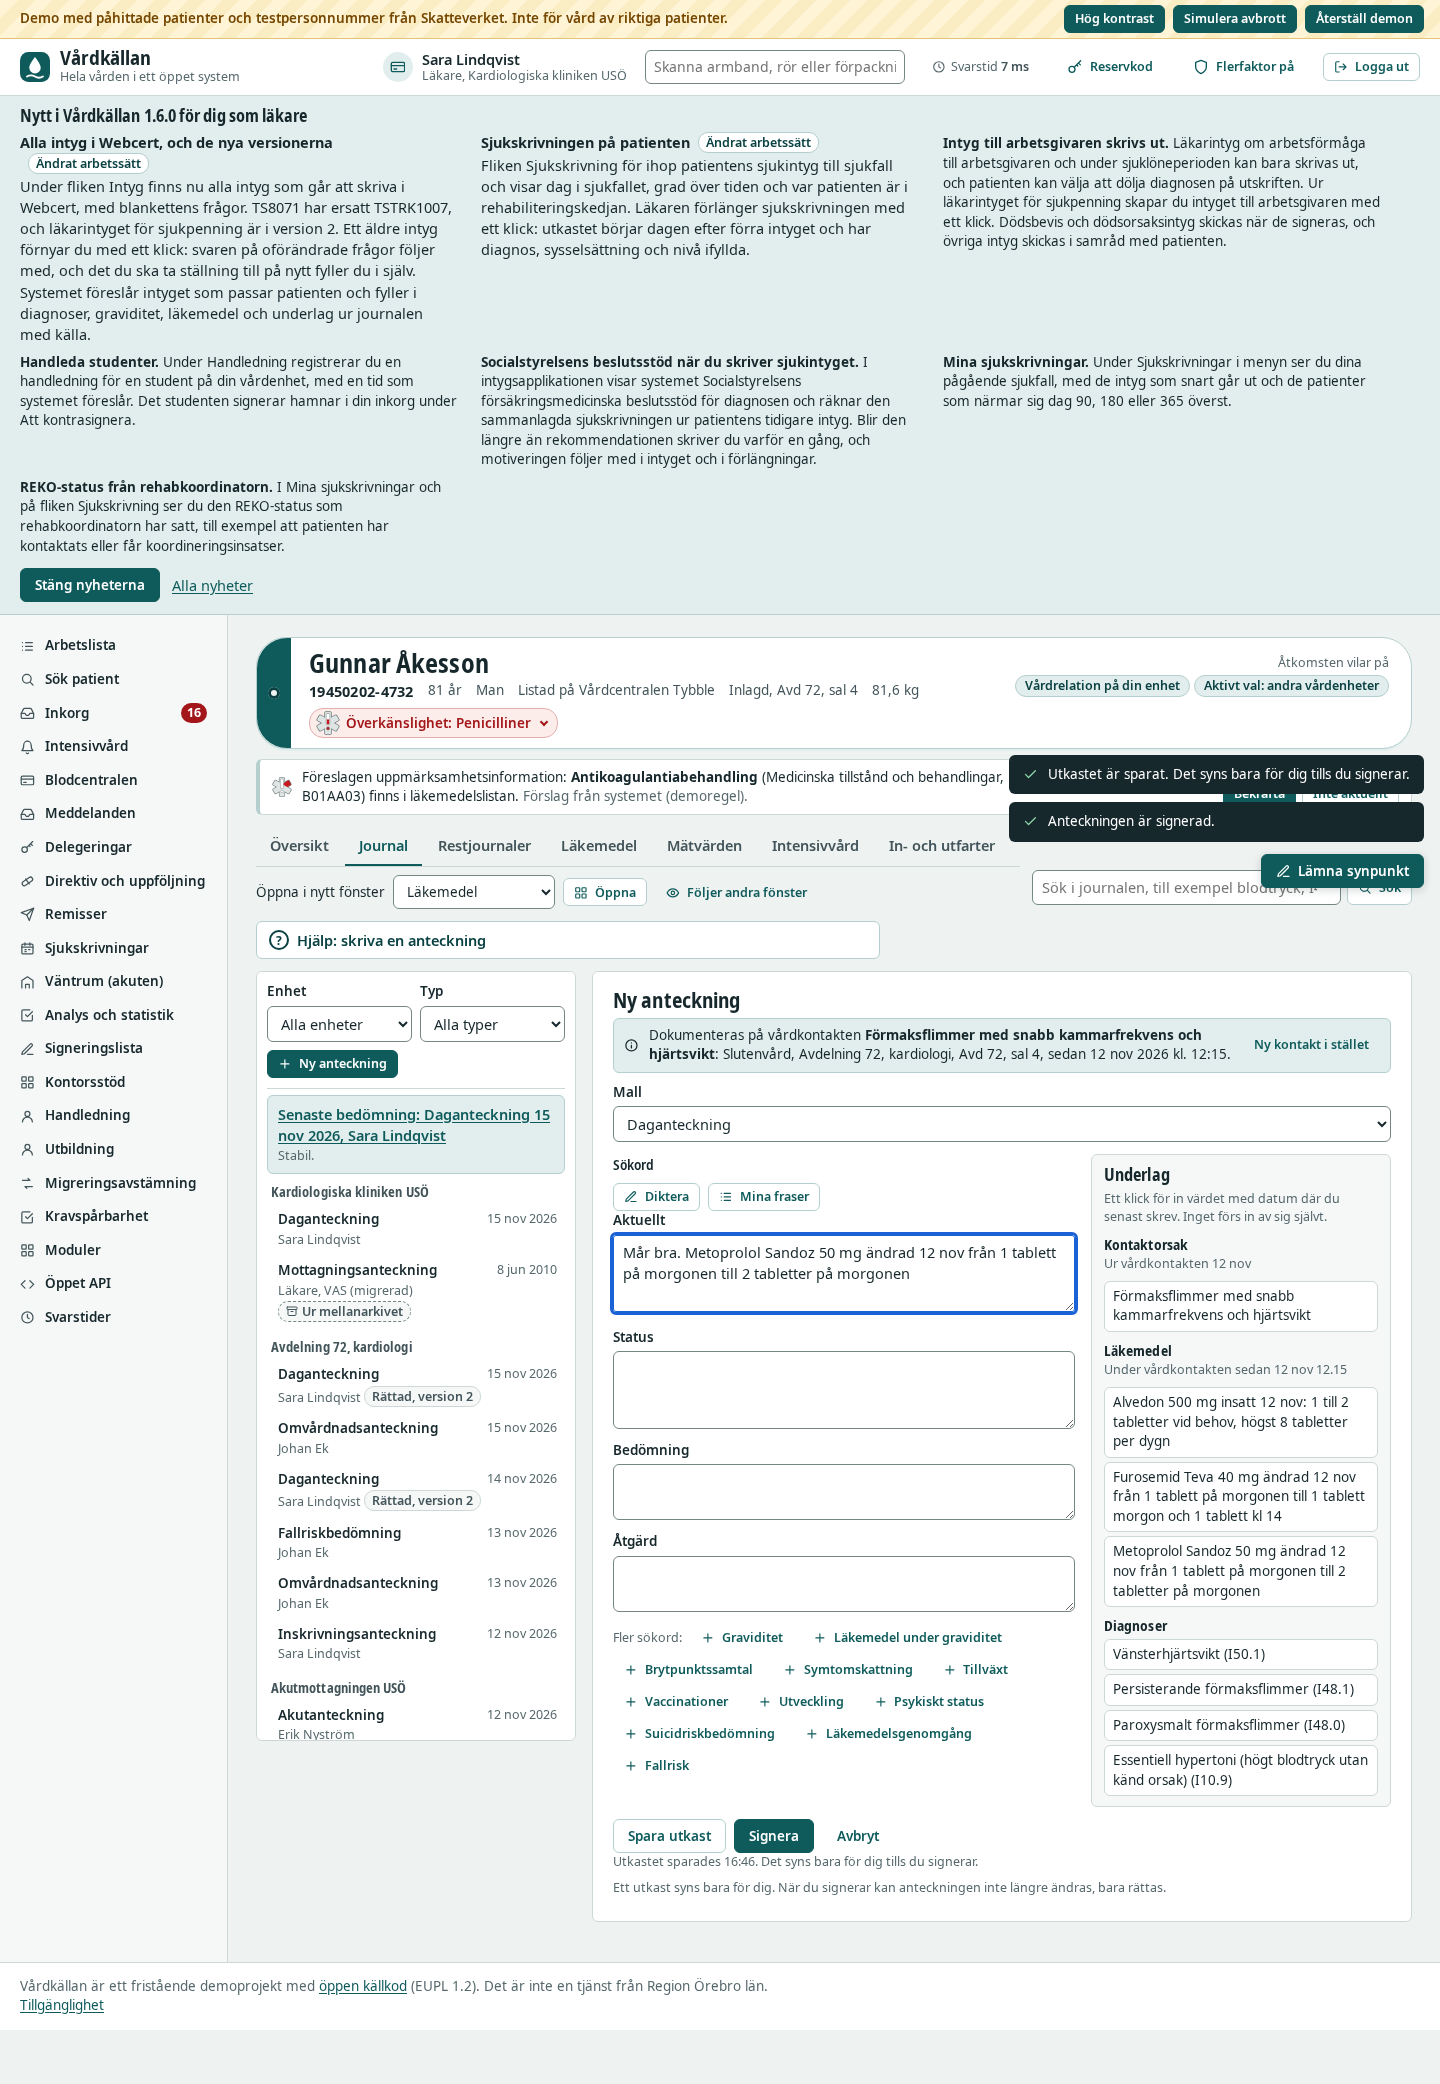 Demo med påhittade patienter och testpersonnummer från Skatteverket. Inte för vård av riktiga patienter.
Hög kontrast
Simulera avbrott
Återställ demon
Vårdkällan
Hela vården i ett öppet system
Sara Lindqvist
Läkare, Kardiologiska kliniken USÖ
Skanna armband, rör eller förpackni
Svarstid 7 ms
Reservkod
Flerfaktor på
Logga ut
Nytt i Vårdkällan 1.6.0 för dig som läkare
Alla intyg i Webcert, och de nya versionerna
Ändrat arbetssätt
Under fliken Intyg finns nu alla intyg som går att skriva i
Webcert, med blankettens frågor. TS8071 har ersatt TSTRK1007,
och läkarintyget för sjukpenning är i version 2. Ett äldre intyg
förnyar du med ett klick: svaren på oförändrade frågor följer
med, och det du ska ta ställning till på nytt fyller du i själv.
Systemet föreslår intyget som passar patienten och fyller i
diagnoser, graviditet, läkemedel och underlag ur journalen
med källa.
Sjukskrivningen på patienten Ändrat arbetssätt
Fliken Sjukskrivning för ihop patientens sjukintyg till sjukfall
och visar dag i sjukfallet, grad över tiden och var patienten är i
rehabiliteringskedjan. Läkaren förlänger sjukskrivningen med
ett klick: utkastet börjar dagen efter förra intyget och har
diagnos, sysselsättning och nivå ifyllda.
Intyg till arbetsgivaren skrivs ut. Läkarintyg om arbetsförmåga
till arbetsgivaren och under sjuklöneperioden kan bara skrivas ut,
och patienten kan välja att dölja diagnosen på utskriften. Ur
läkarintyget för sjukpenning skapar du intyget till arbetsgivaren med
ett klick. Dödsbevis och dödsorsaksintyg skickas när de signeras, och
övriga intyg skickas i samråd med patienten.
Handleda studenter. Under Handledning registrerar du en
handledning för en student på din vårdenhet, med en tid som
systemet föreslår. Det studenten signerar hamnar i din inkorg under
Att kontrasignera.
Socialstyrelsens beslutsstöd när du skriver sjukintyget. I
intygsapplikationen visar systemet Socialstyrelsens
försäkringsmedicinska beslutsstöd för diagnosen och räknar den
sammanlagda sjukskrivningen ur patientens tidigare intyg. Blir den
längre än rekommendationen skriver du varför en gång, och
motiveringen följer med i intyget och i förlängningar.
Mina sjukskrivningar. Under Sjukskrivningar i menyn ser du dina
pågående sjukfall, med de intyg som snart går ut och de patienter
som närmar sig dag 90, 180 eller 365 överst.
REKO-status från rehabkoordinatorn. I Mina sjukskrivningar och
på fliken Sjukskrivning ser du den REKO-status som
rehabkoordinatorn har satt, till exempel att patienten har
kontaktats eller får koordineringsinsatser.
Stäng nyheterna
Alla nyheter
Arbetslista
Sök patient
Inkorg 16
Intensivvård
Blodcentralen
Meddelanden
Delegeringar
Direktiv och uppföljning
Remisser
Sjukskrivningar
Väntrum (akuten)
Analys och statistik
Signeringslista
Kontorsstöd
Handledning
Utbildning
Migreringsavstämning
Kravspårbarhet
Moduler
Öppet API
Svarstider
Gunnar Åkesson
19450202-4732 81 år Man Listad på Vårdcentralen Tybble Inlagd, Avd 72, sal 4 81,6 kg
Överkänslighet: Penicilliner
Åtkomsten vilar på
Vårdrelation på din enhet
Aktivt val: andra vårdenheter
Föreslagen uppmärksamhetsinformation: Antikoagulantiabehandling (Medicinska tillstånd och behandlingar,
B01AA03) finns i läkemedelslistan. Förslag från systemet (demoregel).
Bekräfta
Inte aktuellt
Utkastet är sparat. Det syns bara för dig tills du signerar.
Anteckningen är signerad.
Lämna synpunkt
Översikt
Journal
Restjournaler
Läkemedel
Mätvärden
Intensivvård
In- och utfarter
Öppna i nytt fönster
Läkemedel
Öppna
Följer andra fönster
Sök i journalen, till exempel blodtryck,
Sök
Hjälp: skriva en anteckning
Enhet
Typ
Alla enheter
Alla typer
Ny anteckning
Senaste bedömning: Daganteckning 15
nov 2026, Sara Lindqvist
Stabil.
Kardiologiska kliniken USÖ
Daganteckning 15 nov 2026
Sara Lindqvist
Mottagningsanteckning 8 jun 2010
Läkare, VAS (migrerad)
Ur mellanarkivet
Avdelning 72, kardiologi
Daganteckning 15 nov 2026
Sara Lindqvist Rättad, version 2
Omvårdnadsanteckning 15 nov 2026
Johan Ek
Daganteckning 14 nov 2026
Sara Lindqvist Rättad, version 2
Fallriskbedömning 13 nov 2026
Johan Ek
Omvårdnadsanteckning 13 nov 2026
Johan Ek
Inskrivningsanteckning 12 nov 2026
Sara Lindqvist
Akutmottagningen USÖ
Akutanteckning 12 nov 2026
Erik Nyström
Ny anteckning
Dokumenteras på vårdkontakten Förmaksflimmer med snabb kammarfrekvens och
hjärtsvikt: Slutenvård, Avdelning 72, kardiologi, Avd 72, sal 4, sedan 12 nov 2026 kl. 12:15.
Ny kontakt i stället
Mall
Daganteckning
Sökord
Diktera
Mina fraser
Aktuellt
Mår bra. Metoprolol Sandoz 50 mg ändrad 12 nov från 1 tablett
på morgonen till 2 tabletter på morgonen
Status
Bedömning
Åtgärd
Fler sökord:
Graviditet
Läkemedel under graviditet
Brytpunktssamtal
Symtomskattning
Tillväxt
Vaccinationer
Utveckling
Psykiskt status
Suicidriskbedömning
Läkemedelsgenomgång
Fallrisk
Underlag
Ett klick för in värdet med datum där du
senast skrev. Inget förs in av sig självt.
Kontaktorsak
Ur vårdkontakten 12 nov
Förmaksflimmer med snabb
kammarfrekvens och hjärtsvikt
Läkemedel
Under vårdkontakten sedan 12 nov 12.15
Alvedon 500 mg insatt 12 nov: 1 till 2
tabletter vid behov, högst 8 tabletter
per dygn
Furosemid Teva 40 mg ändrad 12 nov
från 1 tablett på morgonen till 1 tablett
morgon och 1 tablett kl 14
Metoprolol Sandoz 50 mg ändrad 12
nov från 1 tablett på morgonen till 2
tabletter på morgonen
Diagnoser
Vänsterhjärtsvikt (I50.1)
Persisterande förmaksflimmer (I48.1)
Paroxysmalt förmaksflimmer (I48.0)
Essentiell hypertoni (högt blodtryck utan
känd orsak) (I10.9)
Spara utkast
Signera
Avbryt
Utkastet sparades 16:46. Det syns bara för dig tills du signerar.
Ett utkast syns bara för dig. När du signerar kan anteckningen inte längre ändras, bara rättas.
Vårdkällan är ett fristående demoprojekt med öppen källkod (EUPL 1.2). Det är inte en tjänst från Region Örebro län.
Tillgänglighet